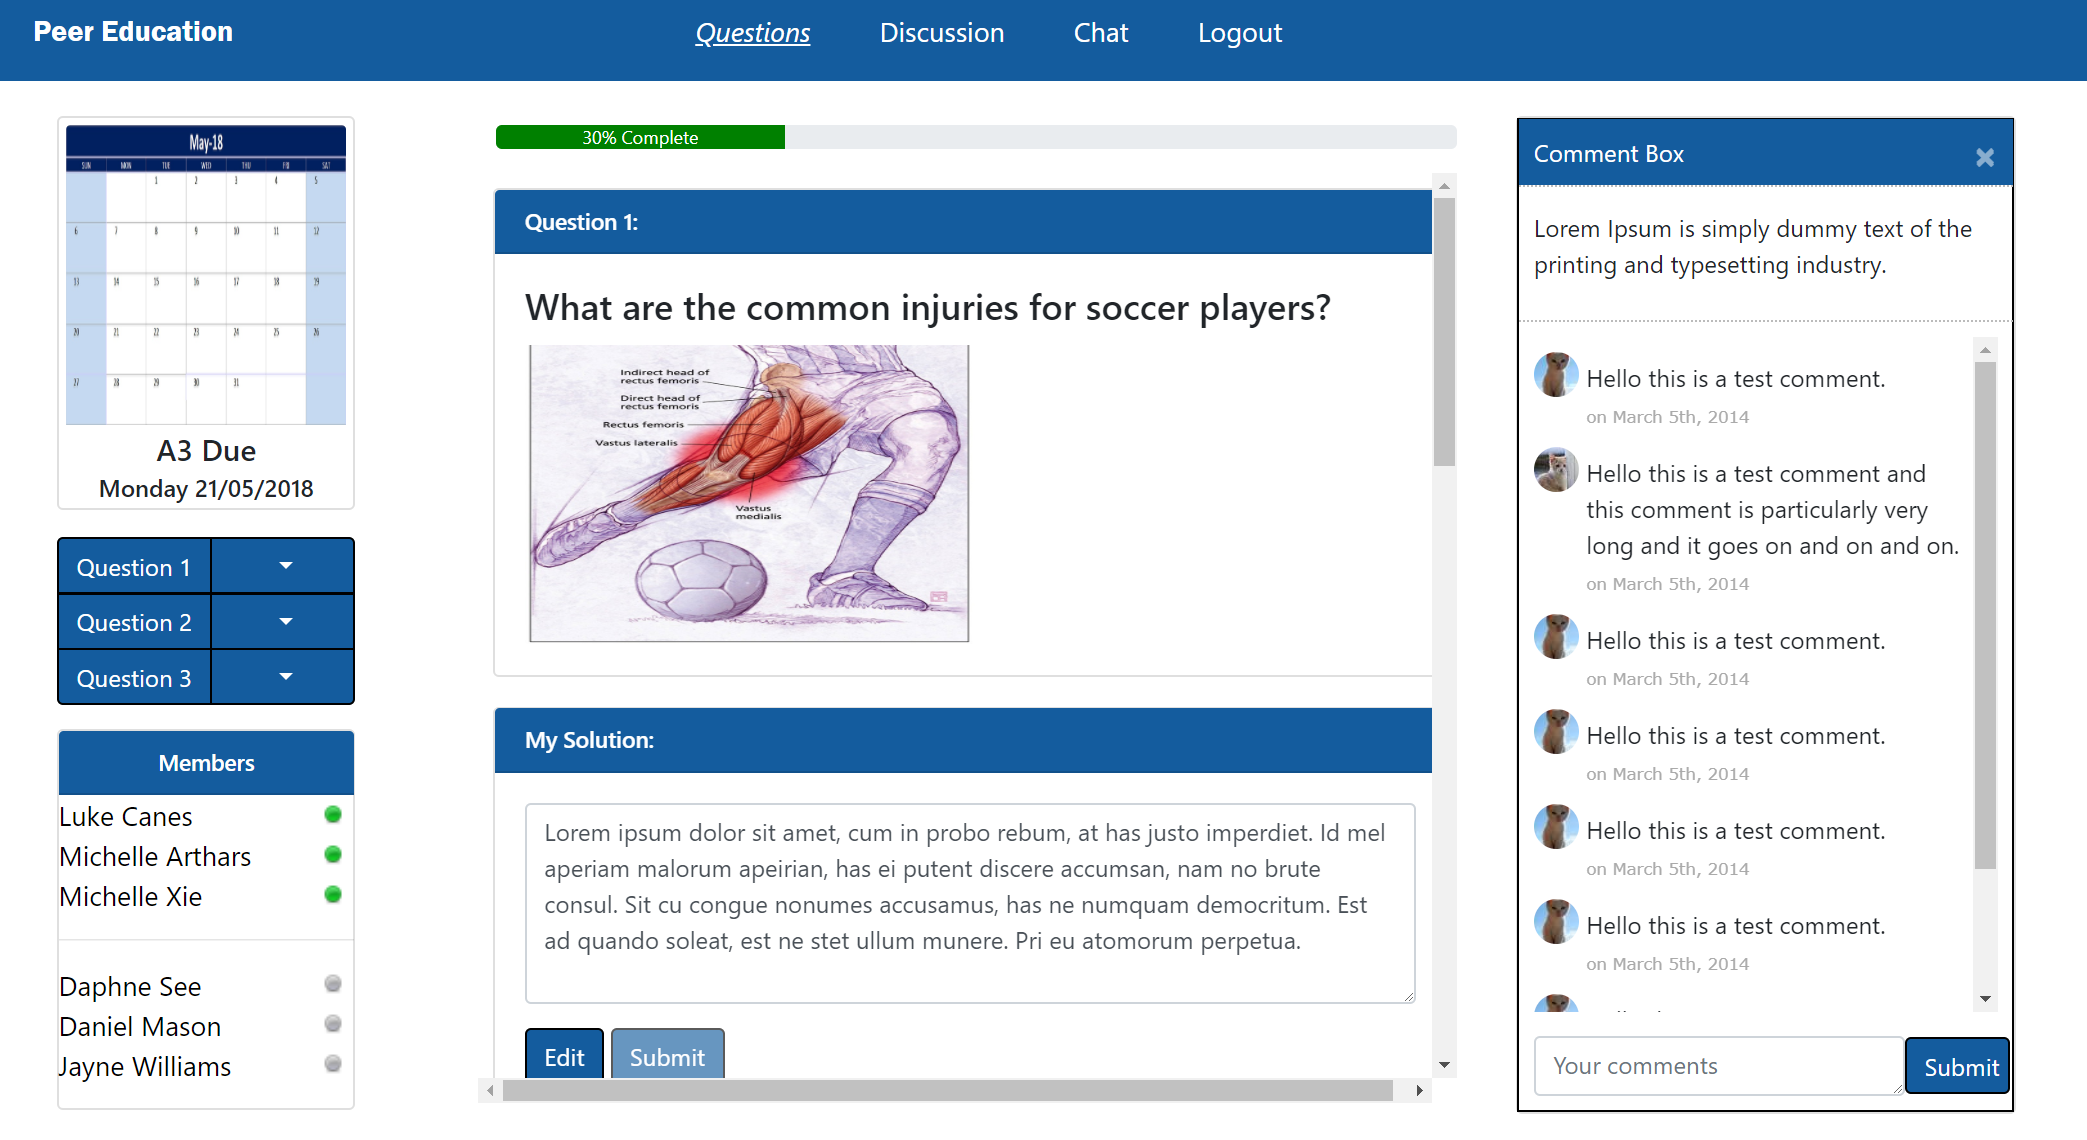 Peer Education
Questions Discussion Chat Logout
May-18
SUN MON TUE WED THU FRI SAT
1 2 3 4 5
6 7 8 9 10 11 12
13 14 15 16 17 18 19
20 21 22 23 24 25 26
27 28 29 30 31
A3 Due
Monday 21/05/2018
Question 1
Question 2
Question 3
Members
Luke Canes
Michelle Arthars
Michelle Xie
Daphne See
Daniel Mason
Jayne Williams
30% Complete
Question 1:
What are the common injuries for soccer players?
Indirect head of
rectus femoris
Direct head of
rectus femoris
Rectus femoris
Vastus lateralis
Vastus
medialis
My Solution:
Lorem ipsum dolor sit amet, cum in probo rebum, at has justo imperdiet. Id mel
aperiam malorum apeirian, has ei putent discere accumsan, nam no brute
consul. Sit cu congue nonumes accusamus, has ne numquam democritum. Est
ad quando soleat, est ne stet ullum munere. Pri eu atomorum perpetua.
Edit Submit
Comment Box ×
Lorem Ipsum is simply dummy text of the
printing and typesetting industry.
Hello this is a test comment.
on March 5th, 2014
Hello this is a test comment and
this comment is particularly very
long and it goes on and on and on.
on March 5th, 2014
Hello this is a test comment.
on March 5th, 2014
Hello this is a test comment.
on March 5th, 2014
Hello this is a test comment.
on March 5th, 2014
Hello this is a test comment.
on March 5th, 2014
Your comments Submit